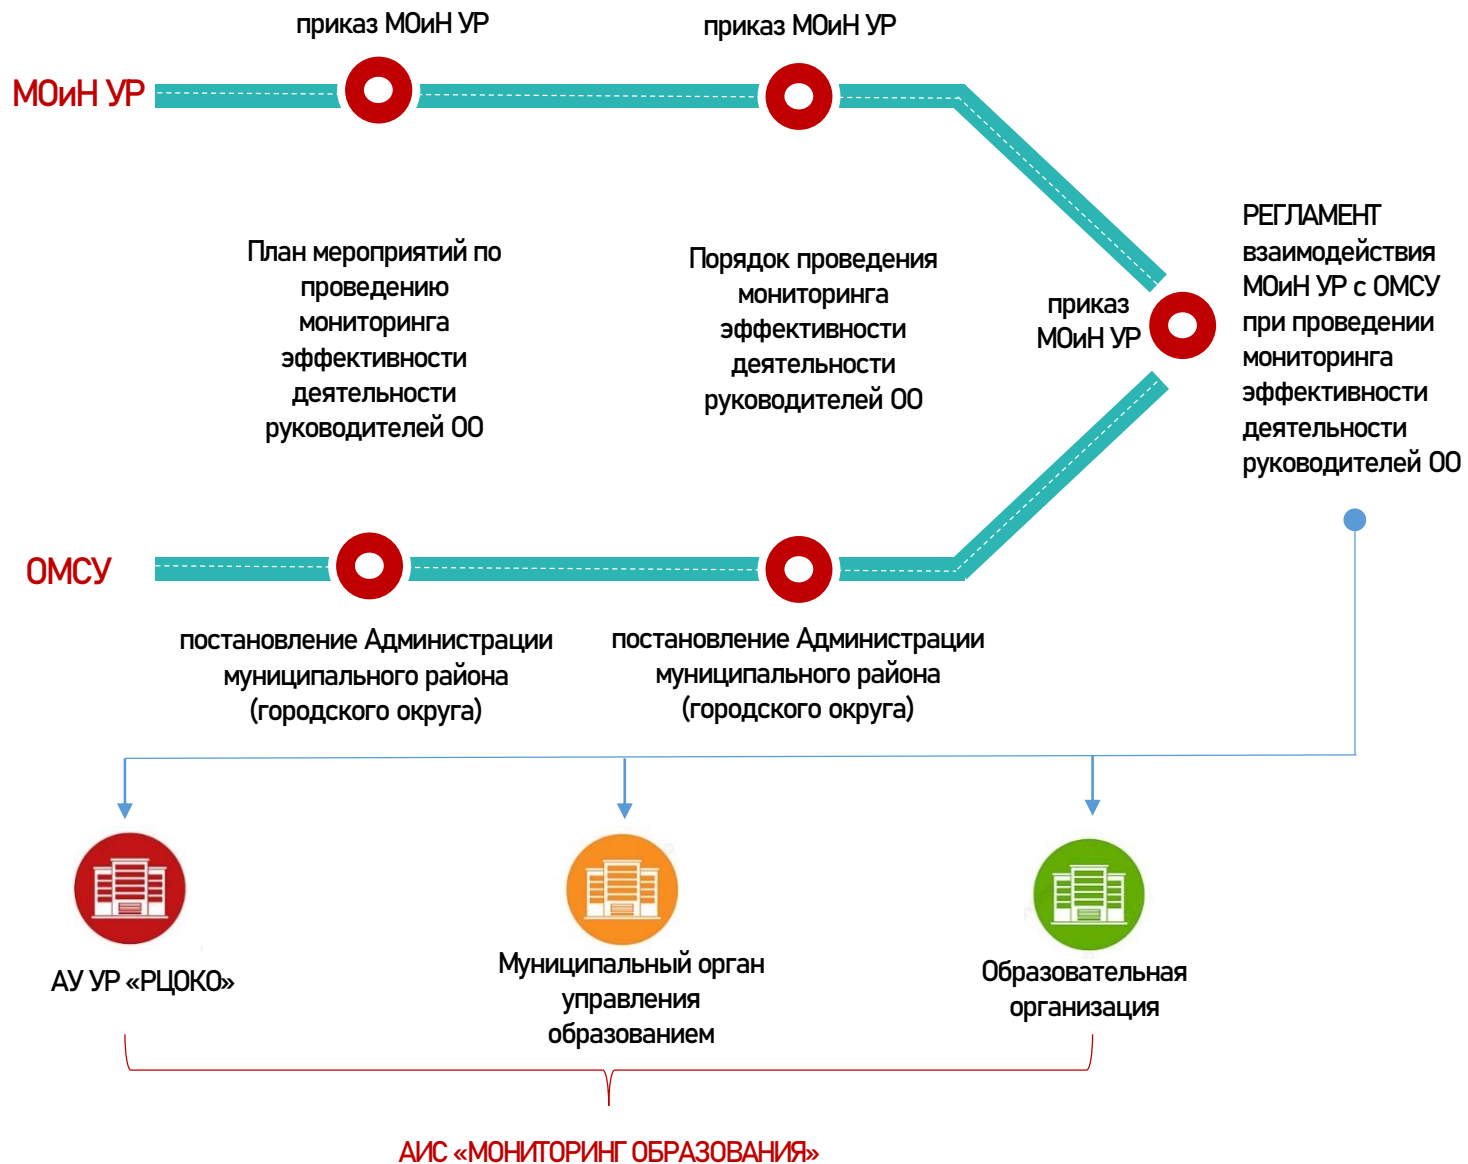 приказ МОиН УР
приказ МОиН УР
МОиН УР
План мероприятий по
проведению
мониторинга
эффективности
деятельности
руководителей ОО
Порядок проведения
мониторинга
эффективности
деятельности
руководителей ОО
приказ
МОиН УР
РЕГЛАМЕНТ
взаимодействия
МОиН УР с ОМСУ
при проведении
мониторинга
эффективности
деятельности
руководителей ОО
ОМСУ
постановление Администрации
муниципального района
(городского округа)
постановление Администрации
муниципального района
(городского округа)
АУ УР «РЦОКО»
Муниципальный орган
управления
образованием
Образовательная
организация
АИС «МОНИТОРИНГ ОБРАЗОВАНИЯ»